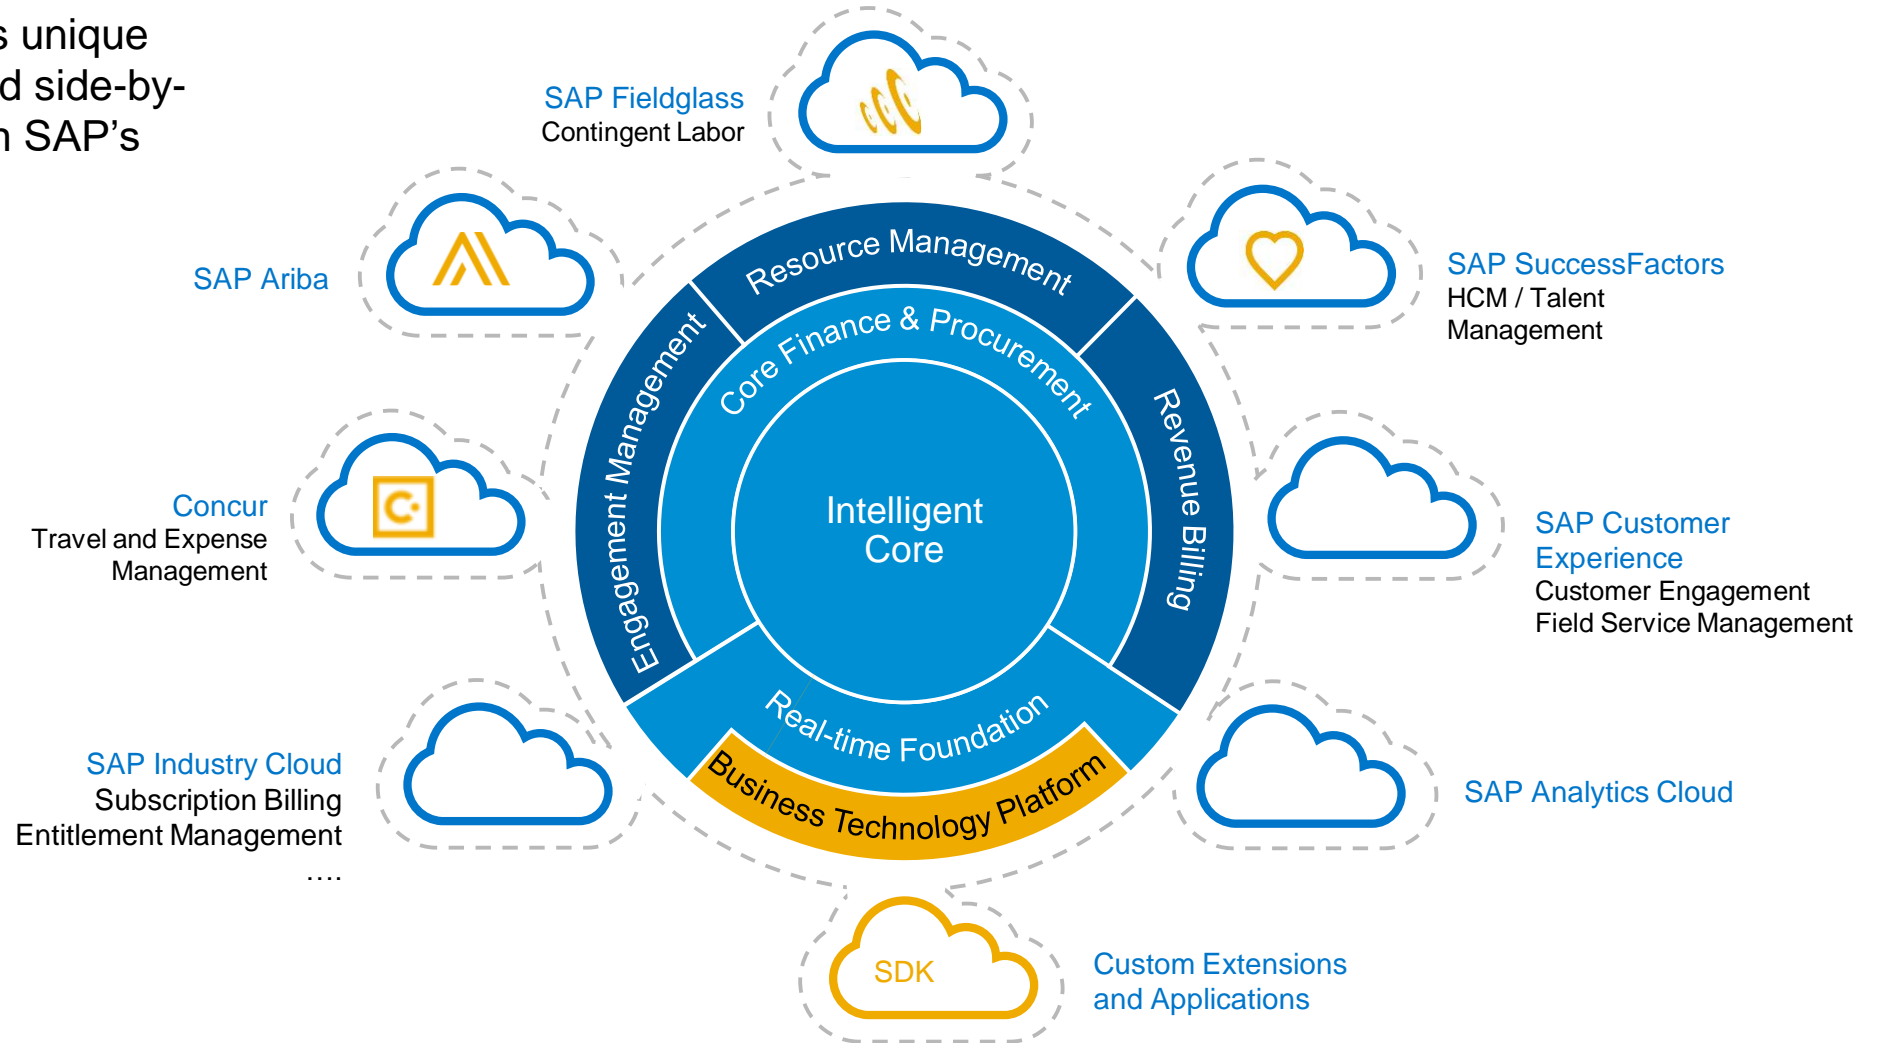 s unique
d side-by-
n SAP's
SAP Fieldglass
Contingent Labor
SAP Ariba
SAP SuccessFactors
HCM / Talent
Management
Concur
Travel and Expense
Management
SAP Customer
Experience
Customer Engagement
Field Service Management
SAP Industry Cloud
Subscription Billing
Entitlement Management
....
SAP Analytics Cloud
Resource Management
Engagement Management
Revenue Billing
Core Finance & Procurement
Intelligent
Core
Real-time Foundation
Business Technology Platform
SDK
Custom Extensions
and Applications